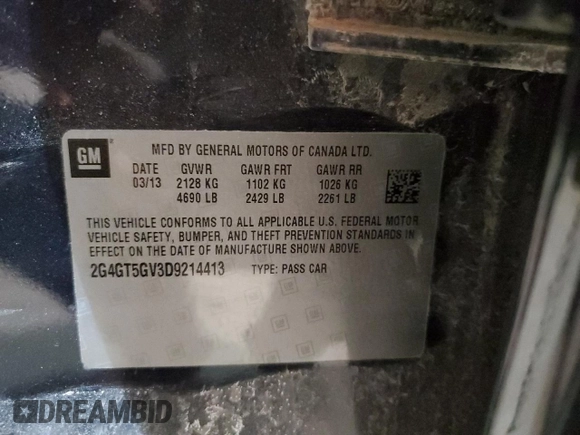 GM
MFD BY GENERAL MOTORS OF CANADA LTD.
DATE GVWR GAWR FRT GAWR RR
03/13 2128 KG 1102 KG 1026 KG
4690 LB 2429 LB 2261 LB
THIS VEHICLE CONFORMS TO ALL APPLICABLE U.S. FEDERAL MOTOR
VEHICLE SAFETY, BUMPER, AND THEFT PREVENTION STANDARDS IN
EFFECT ON THE DATE OF MANUFACTURE SHOWN ABOVE.
2G4GT5GV3D9214413 TYPE: PASS CAR
DREAMBID